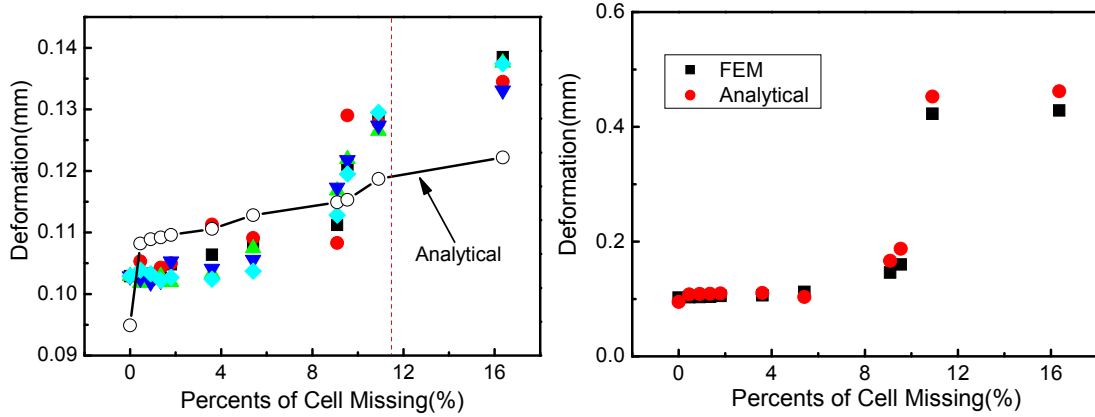 0.14
0.13
0.12
0.11
0.10
0.09
Deformation(mm)
Analytical
0 4 8 12 16
Percents of Cell Missing(%)
0.6
0.4
0.2
0.0
Deformation(mm)
FEM
Analytical
0 4 8 12 16
Percents of Cell Missing(%)